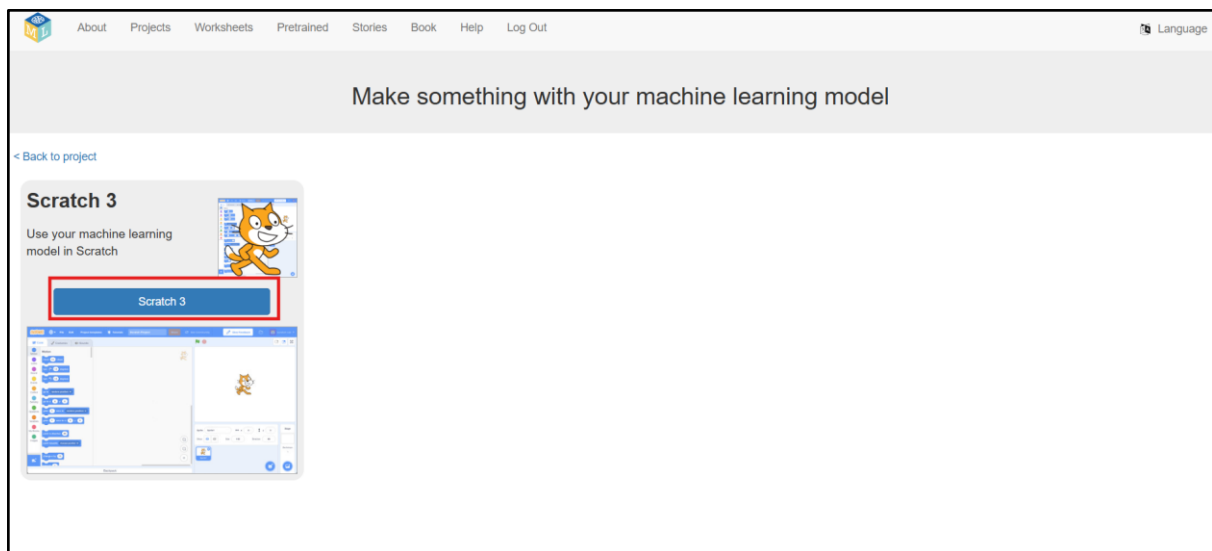 About Projects Worksheets Pretrained Stories Book Help Log Out Language
Make something with your machine learning model
< Back to project
Scratch 3
Use your machine learning
model in Scratch
Scratch 3